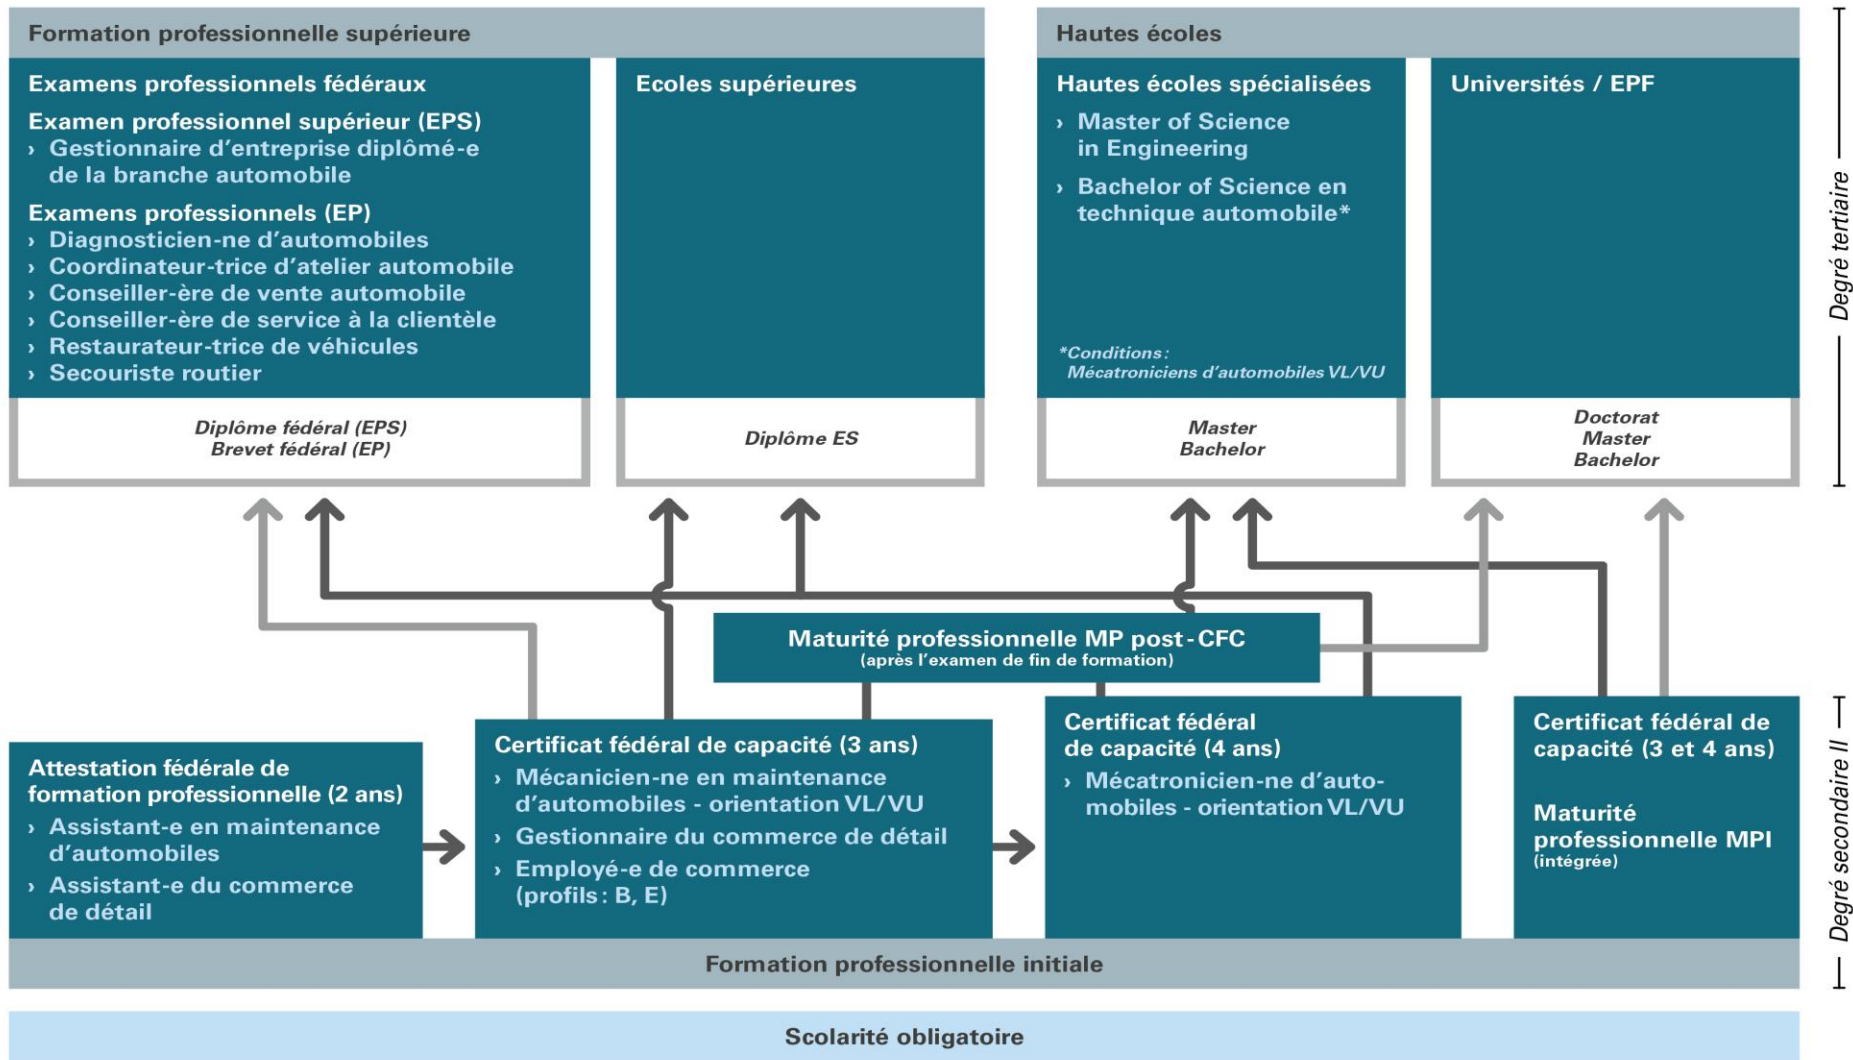 Formation professionnelle supérieure
Examens professionnels fédéraux
Examen professionnel supérieur (EPS)
› Gestionnaire d’entreprise diplômé-e
de la branche automobile
Examens professionnels (EP)
› Diagnosticien-ne d’automobiles
› Coordinateur-trice d’atelier automobile
› Conseiller-ère de vente automobile
› Conseiller-ère de service à la clientèle
› Restaurateur-trice de véhicules
› Secouriste routier
Diplôme fédéral (EPS)
Brevet fédéral (EP)
Ecoles supérieures
Diplôme ES
Hautes écoles
Hautes écoles spécialisées
› Master of Science
in Engineering
› Bachelor of Science en
technique automobile*
*Conditions :
Mécatroniciens d’automobiles VL/VU
Master
Bachelor
Universités / EPF
Doctorat
Master
Bachelor
Degré tertiaire
Maturité professionnelle MP post-CFC
(après l’examen de fin de formation)
Attestation fédérale de
formation professionnelle (2 ans)
› Assistant-e en maintenance
d’automobiles
› Assistant-e du commerce
de détail
Certificat fédéral de capacité (3 ans)
› Mécanicien-ne en maintenance
d’automobiles - orientation VL/VU
› Gestionnaire du commerce de détail
› Employé-e de commerce
(profils : B, E)
Certificat fédéral
de capacité (4 ans)
› Mécatronicien-ne d’auto-
mobiles - orientation VL/VU
Certificat fédéral de
capacité (3 et 4 ans)
Maturité
professionnelle MPI
(intégrée)
Degré secondaire II
Formation professionnelle initiale
Scolarité obligatoire